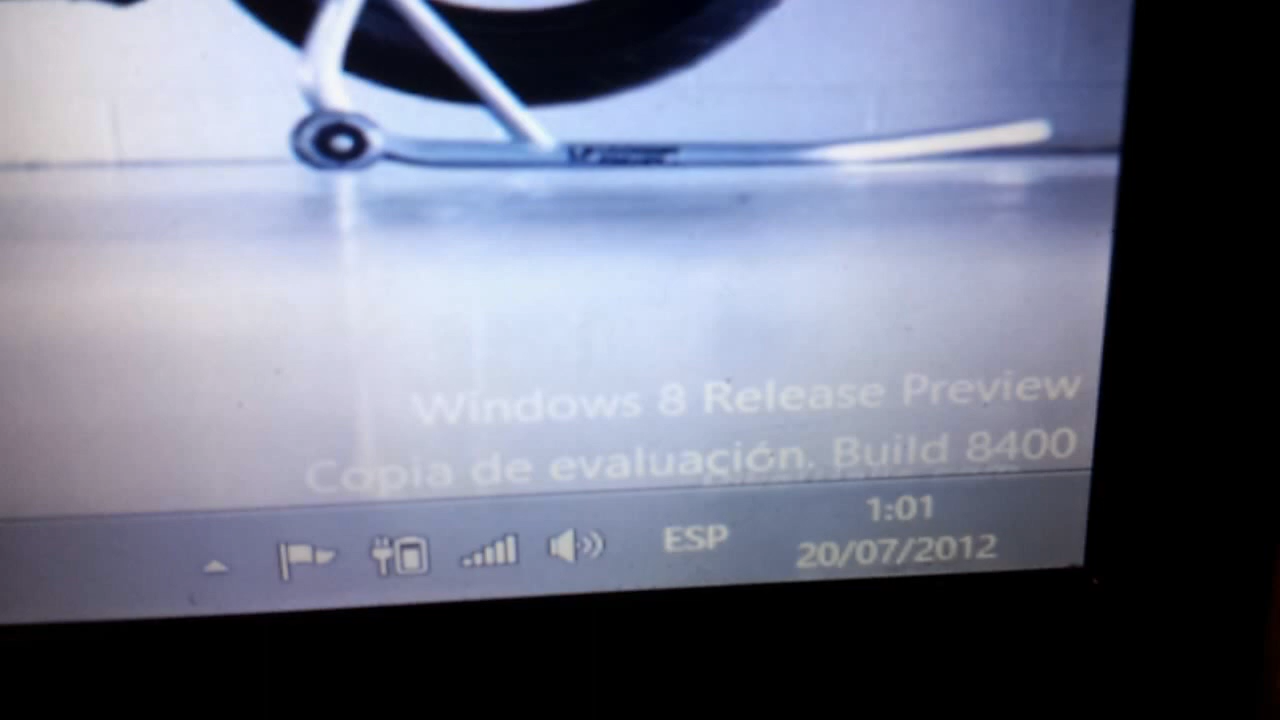 Windows 8 Release Preview
Copia de evaluación. Build 8400
ESP
1:01
20/07/2012